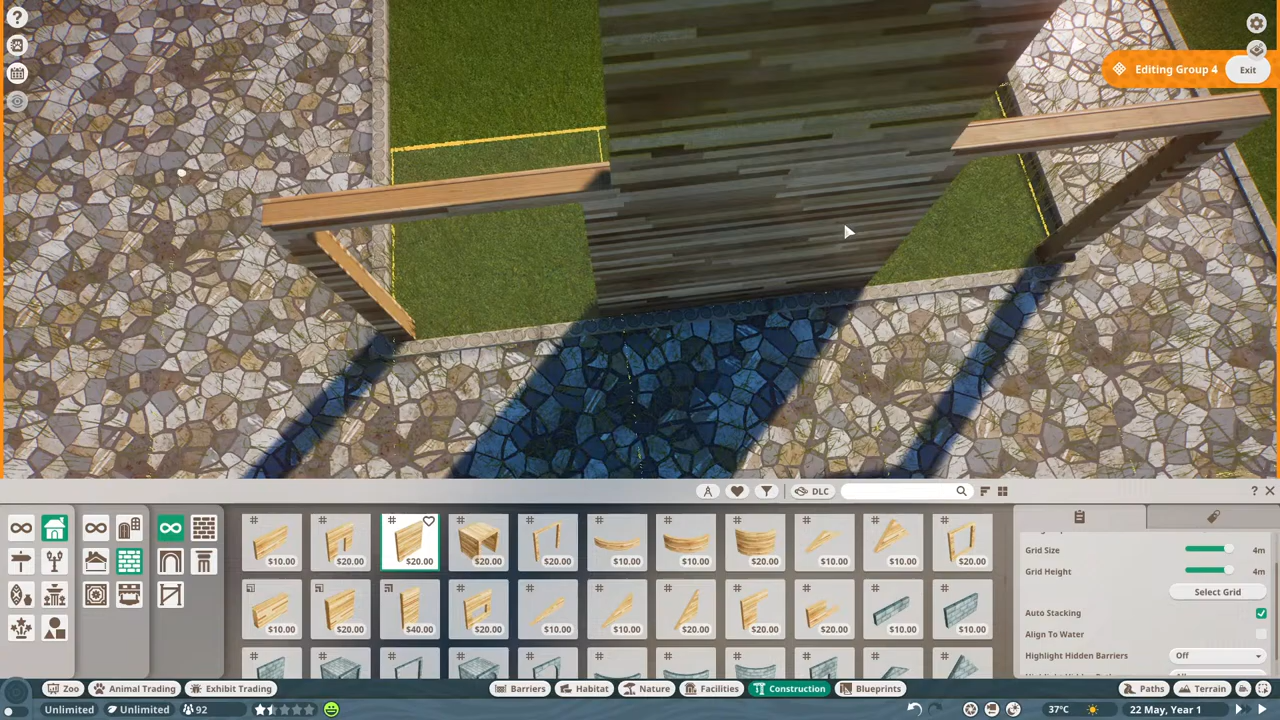 Editing Group 4
Exit
DLC
$10.00
$10.00
$20.00
$20.00
$20.00
$10.00
$10.00
$20.00
$10.00
$10.00
$20.00
$10.00
$20.00
$40.00
$20.00
$10.00
$10.00
$20.00
$20.00
$20.00
$10.00
$10.00
Grid Size
4m
Grid Height
4m
Select Grid
Auto Stacking
Align To Water
Highlight Hidden Barriers
Off
Zoo
Animal Trading
Exhibit Trading
Barriers
Habitat
Nature
Facilities
Construction
Blueprints
Paths
Terrain
Unlimited
Unlimited
92
37°C
22 May, Year 1